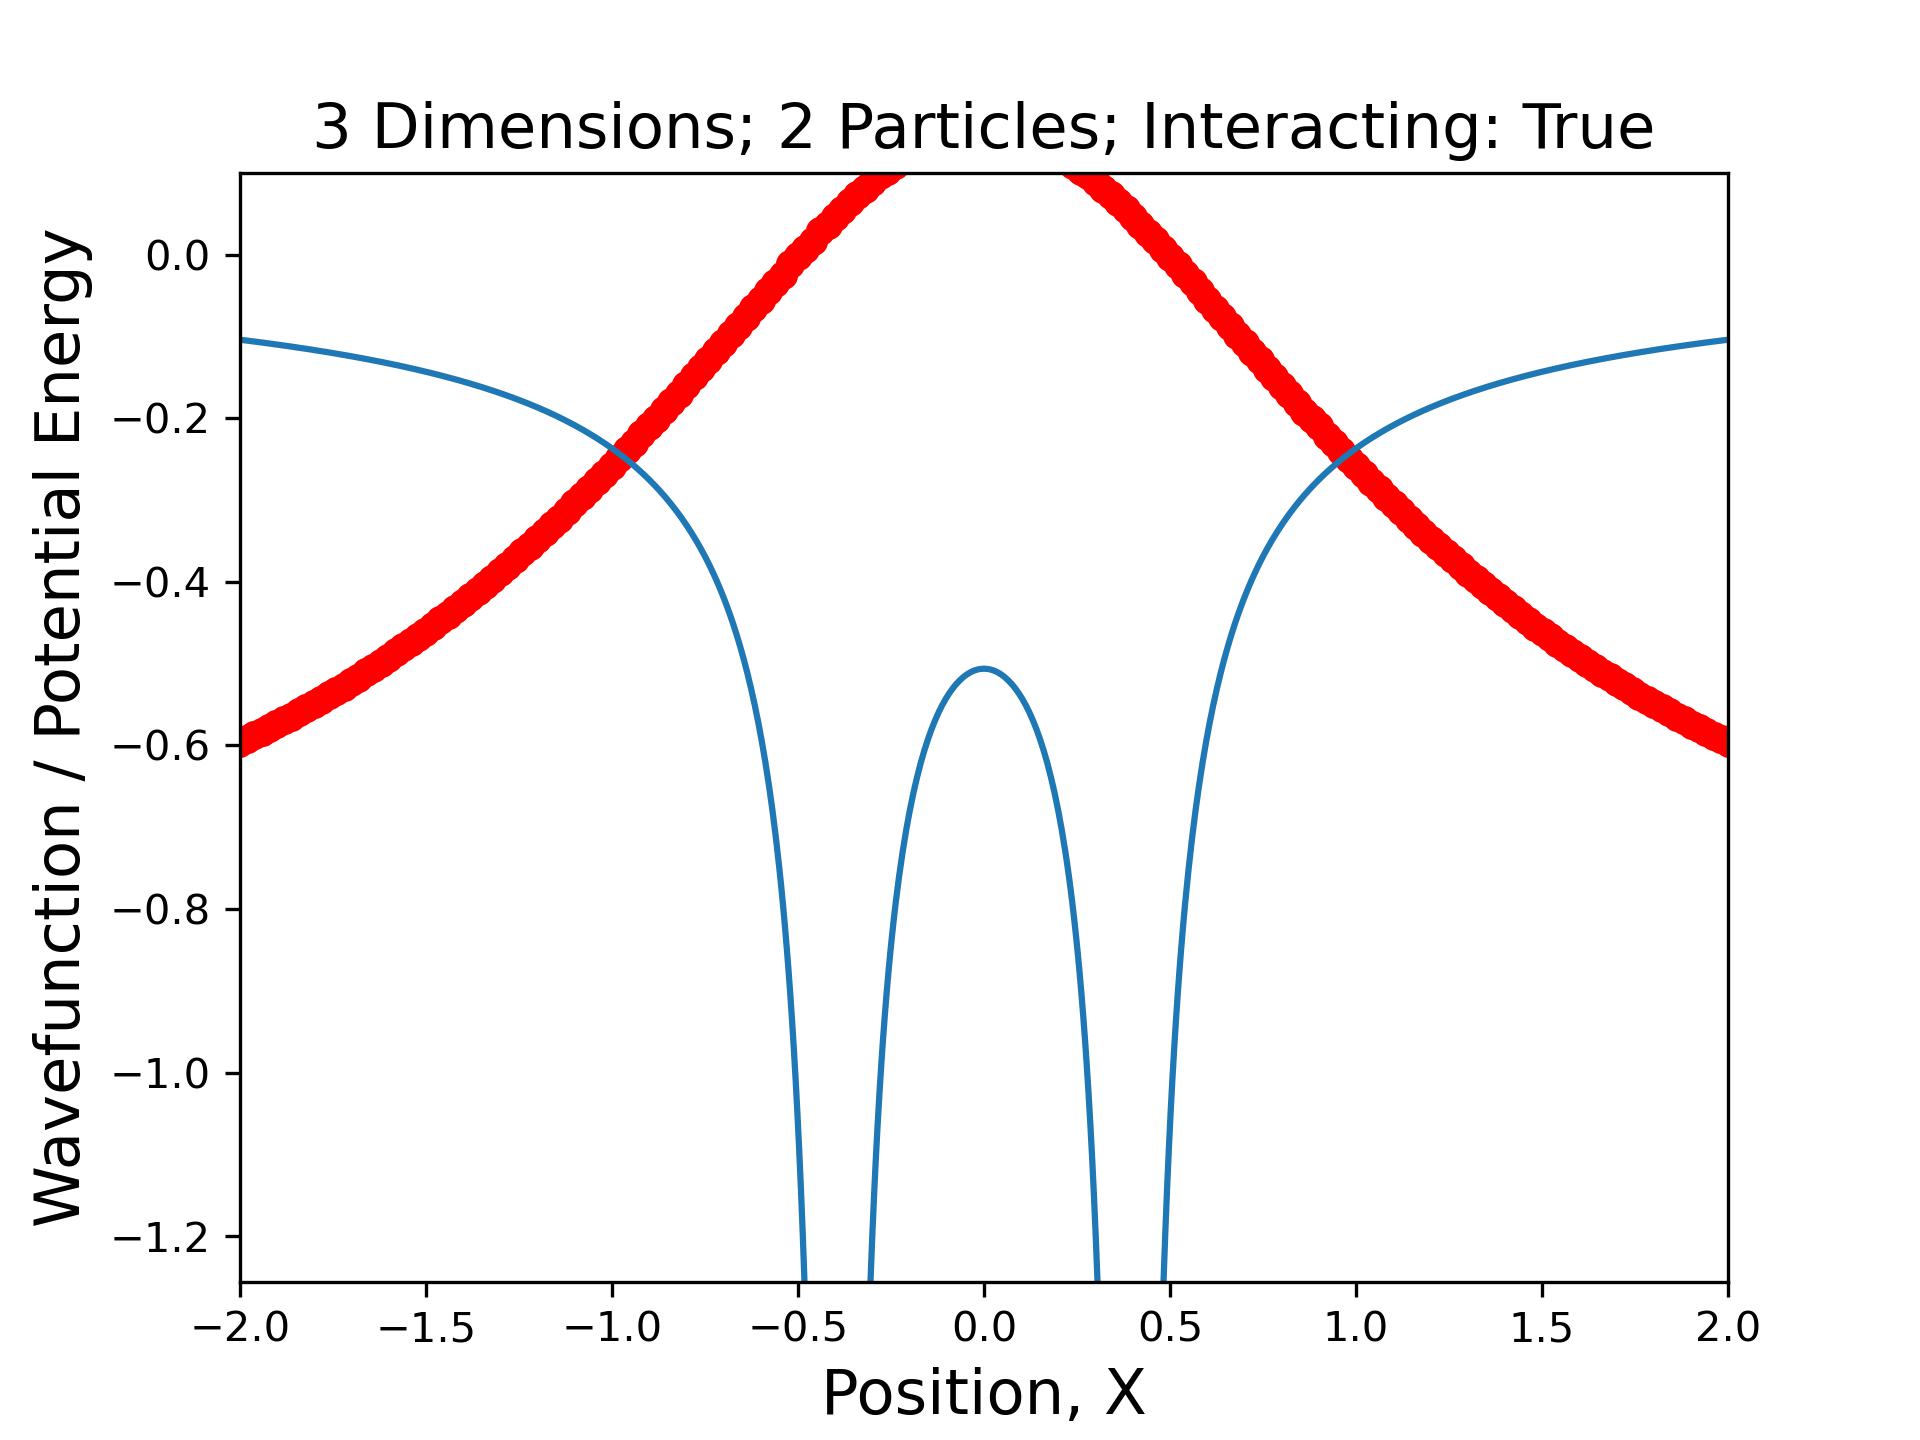 3 Dimensions; 2 Particles; Interacting: True
Wavefunction / Potential Energy
0.0
−0.2
−0.4
−0.6
−0.8
−1.0
−1.2
−2.0 −1.5 −1.0 −0.5 0.0 0.5 1.0 1.5 2.0
Position, X